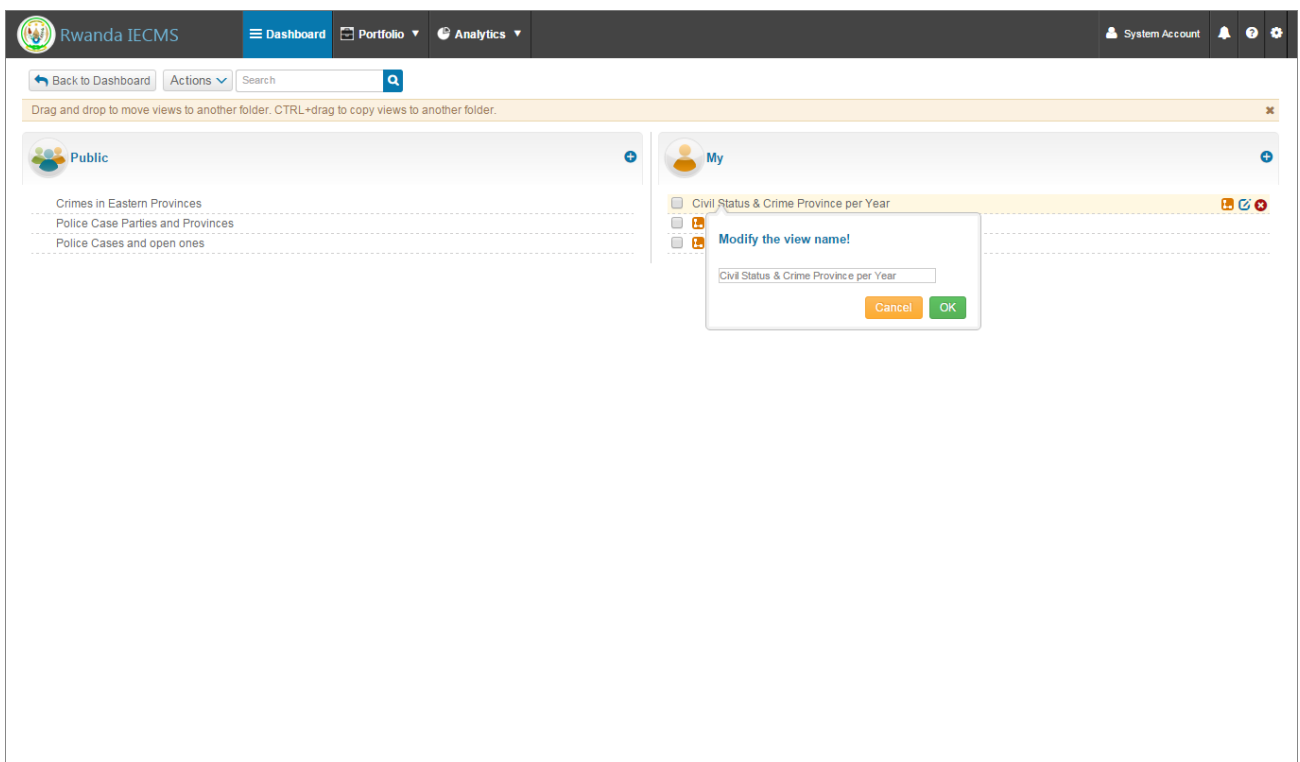 Rwanda IECMS
Dashboard
Portfolio
Analytics
System Account
Back to Dashboard
Actions
Search
Drag and drop to move views to another folder. CTRL+drag to copy views to another folder.
Public
Crimes in Eastern Provinces
Police Case Parties and Provinces
Police Cases and open ones
My
Civil Status & Crime Province per Year
Modify the view name!
Civil Status & Crime Province per Year
Cancel
OK